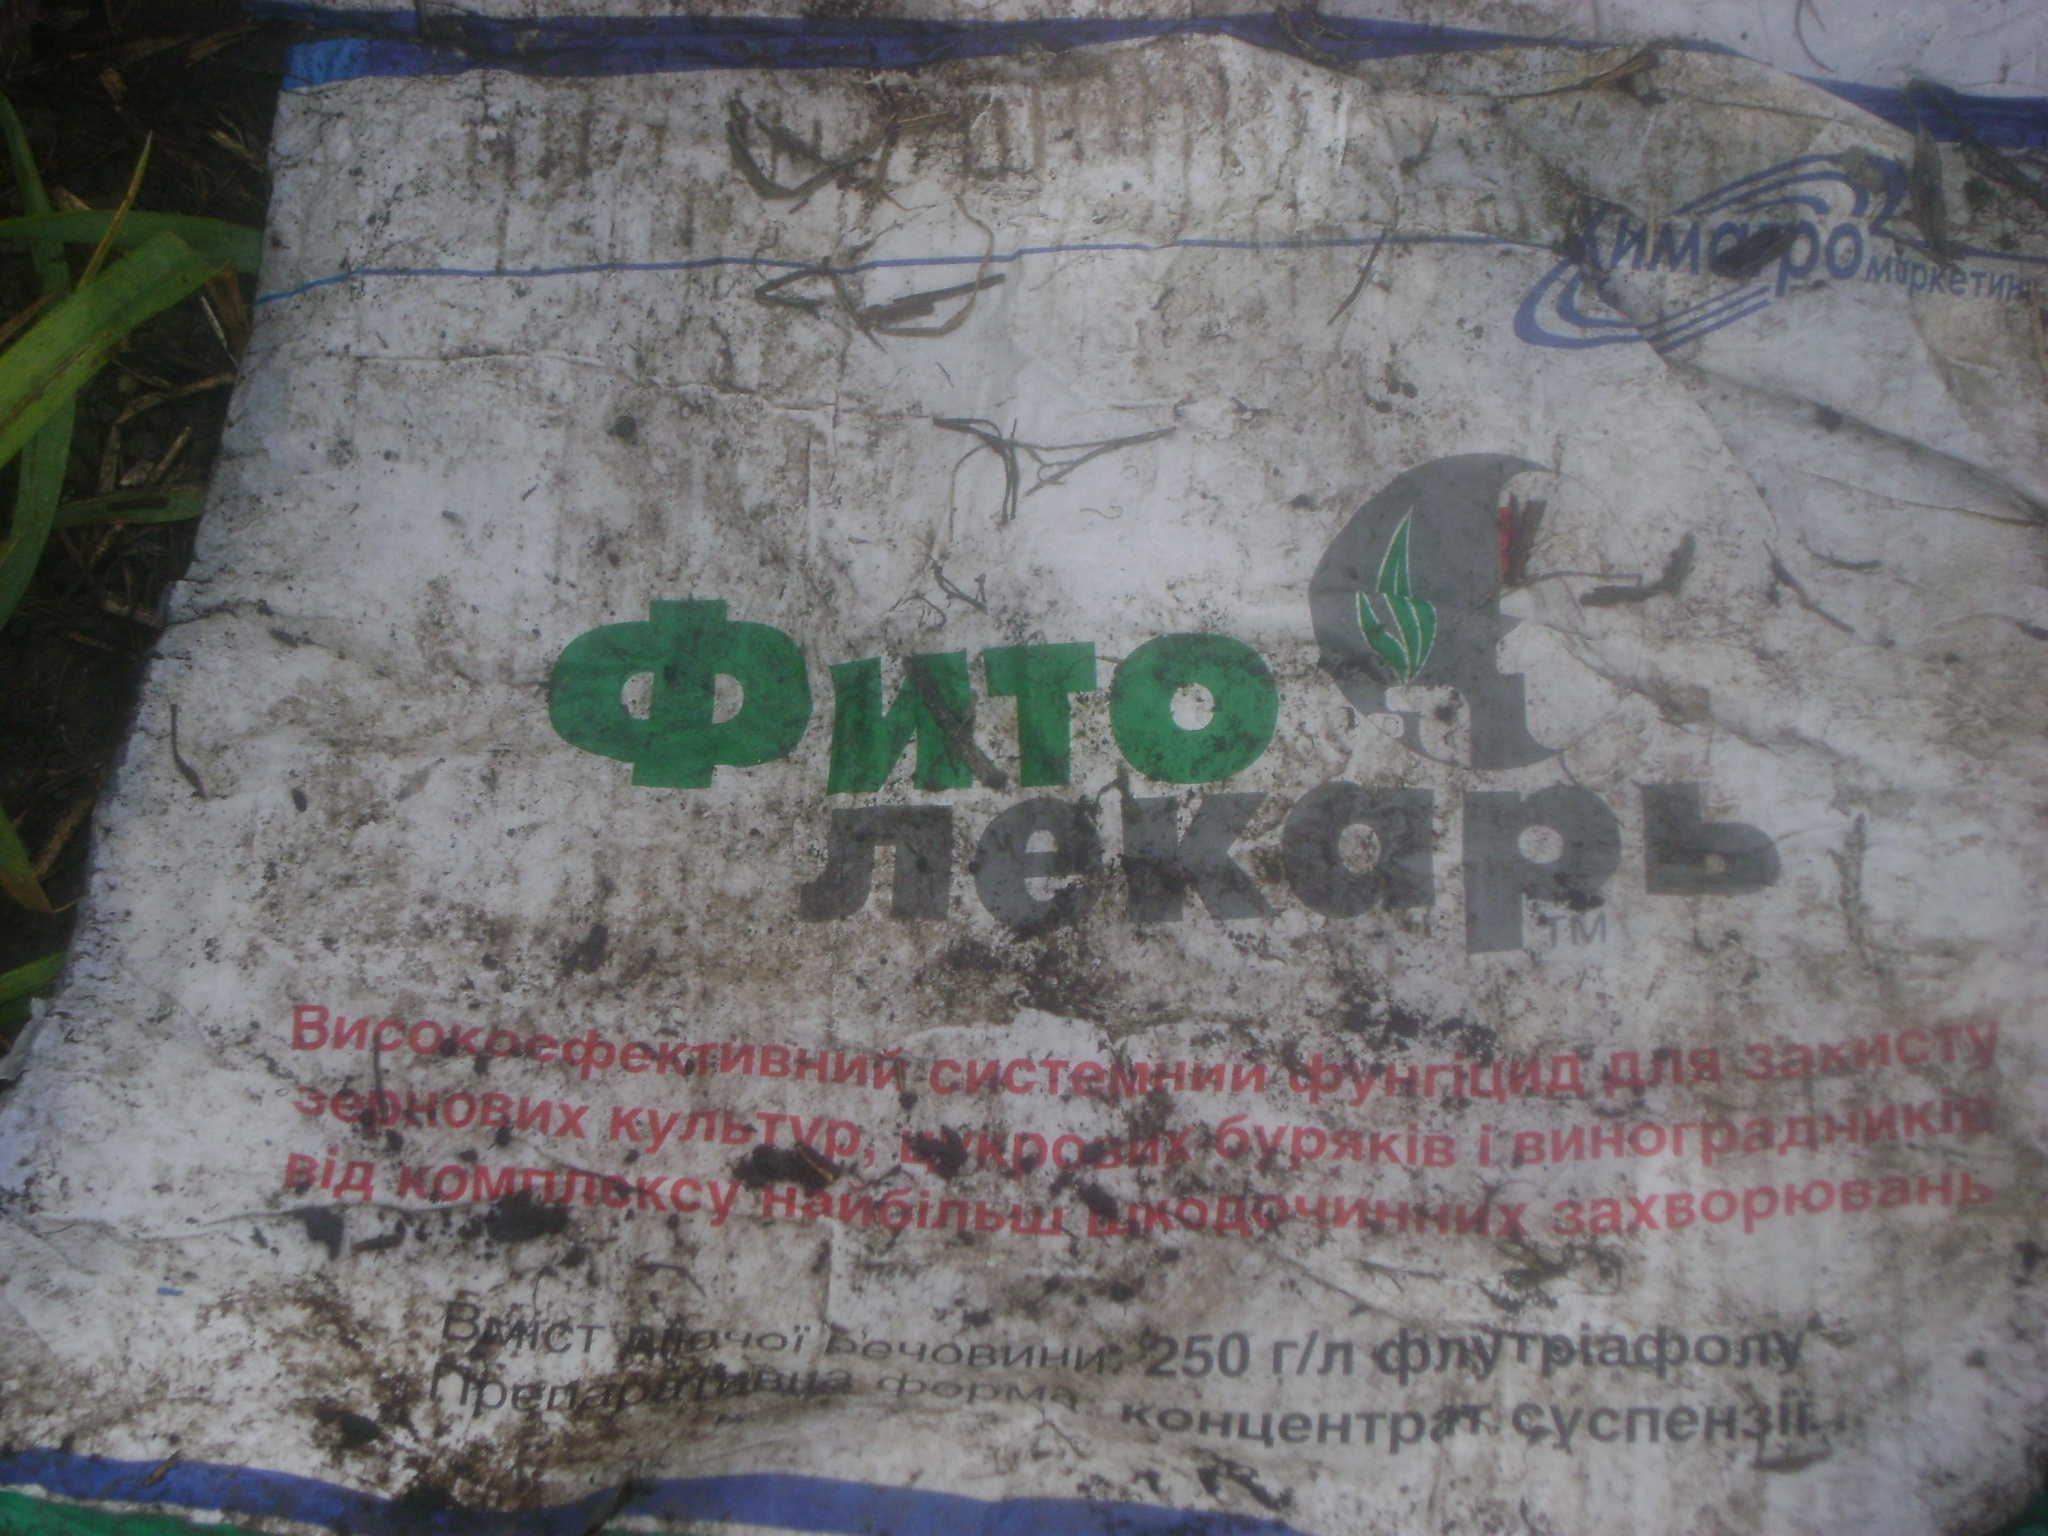 Химагро маркетинг
Фито
лекарь
ТМ
Високоефективний системний фунгіцид для захисту
зернових культур, цукрових буряків і виноградників
від комплексу найбільш шкодочинних захворювань
Вміст діючої речовини: 250 г/л флутріафолу
Препаративна форма: концентрат суспензії